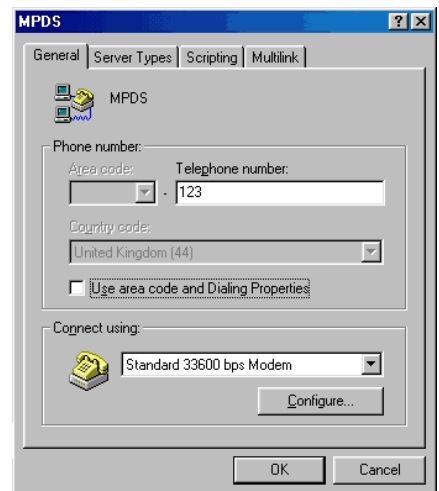 MPDS
General Server Types Scripting Multilink
MPDS
Phone number:
Area code: Telephone number:
- 123
Country code:
United Kingdom (44)
Use area code and Dialing Properties
Connect using:
Standard 33600 bps Modem
Configure...
OK Cancel